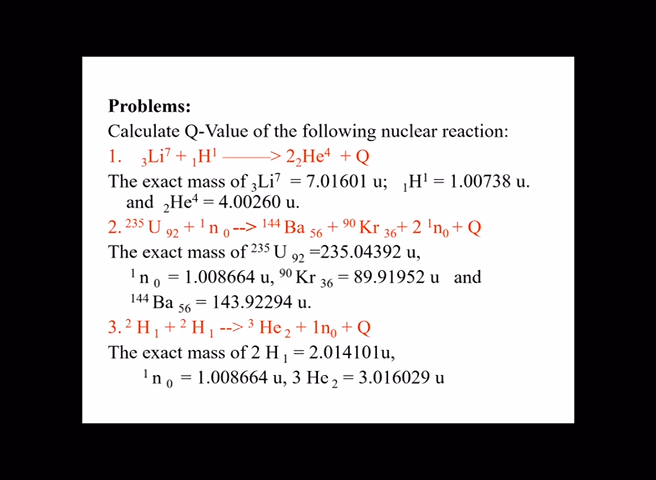 Problems:
Calculate Q-Value of the following nuclear reaction:
1. ₃Li⁷ + ₁H¹ ———> 2₂He⁴ + Q
The exact mass of ₃Li⁷ = 7.01601 u; ₁H¹ = 1.00738 u.
and ₂He⁴ = 4.00260 u.
2. ²³⁵ U ₉₂ + ¹ n ₀ --> ¹⁴⁴ Ba ₅₆ + ⁹⁰ Kr ₃₆ + 2 ¹n₀ + Q
The exact mass of ²³⁵ U ₉₂ =235.04392 u,
¹ n ₀ = 1.008664 u, ⁹⁰ Kr ₃₆ = 89.91952 u and
¹⁴⁴ Ba ₅₆ = 143.92294 u.
3. ² H ₁ + ² H ₁ --> ³ He ₂ + 1n₀ + Q
The exact mass of 2 H ₁ = 2.014101u,
¹ n ₀ = 1.008664 u, 3 He ₂ = 3.016029 u